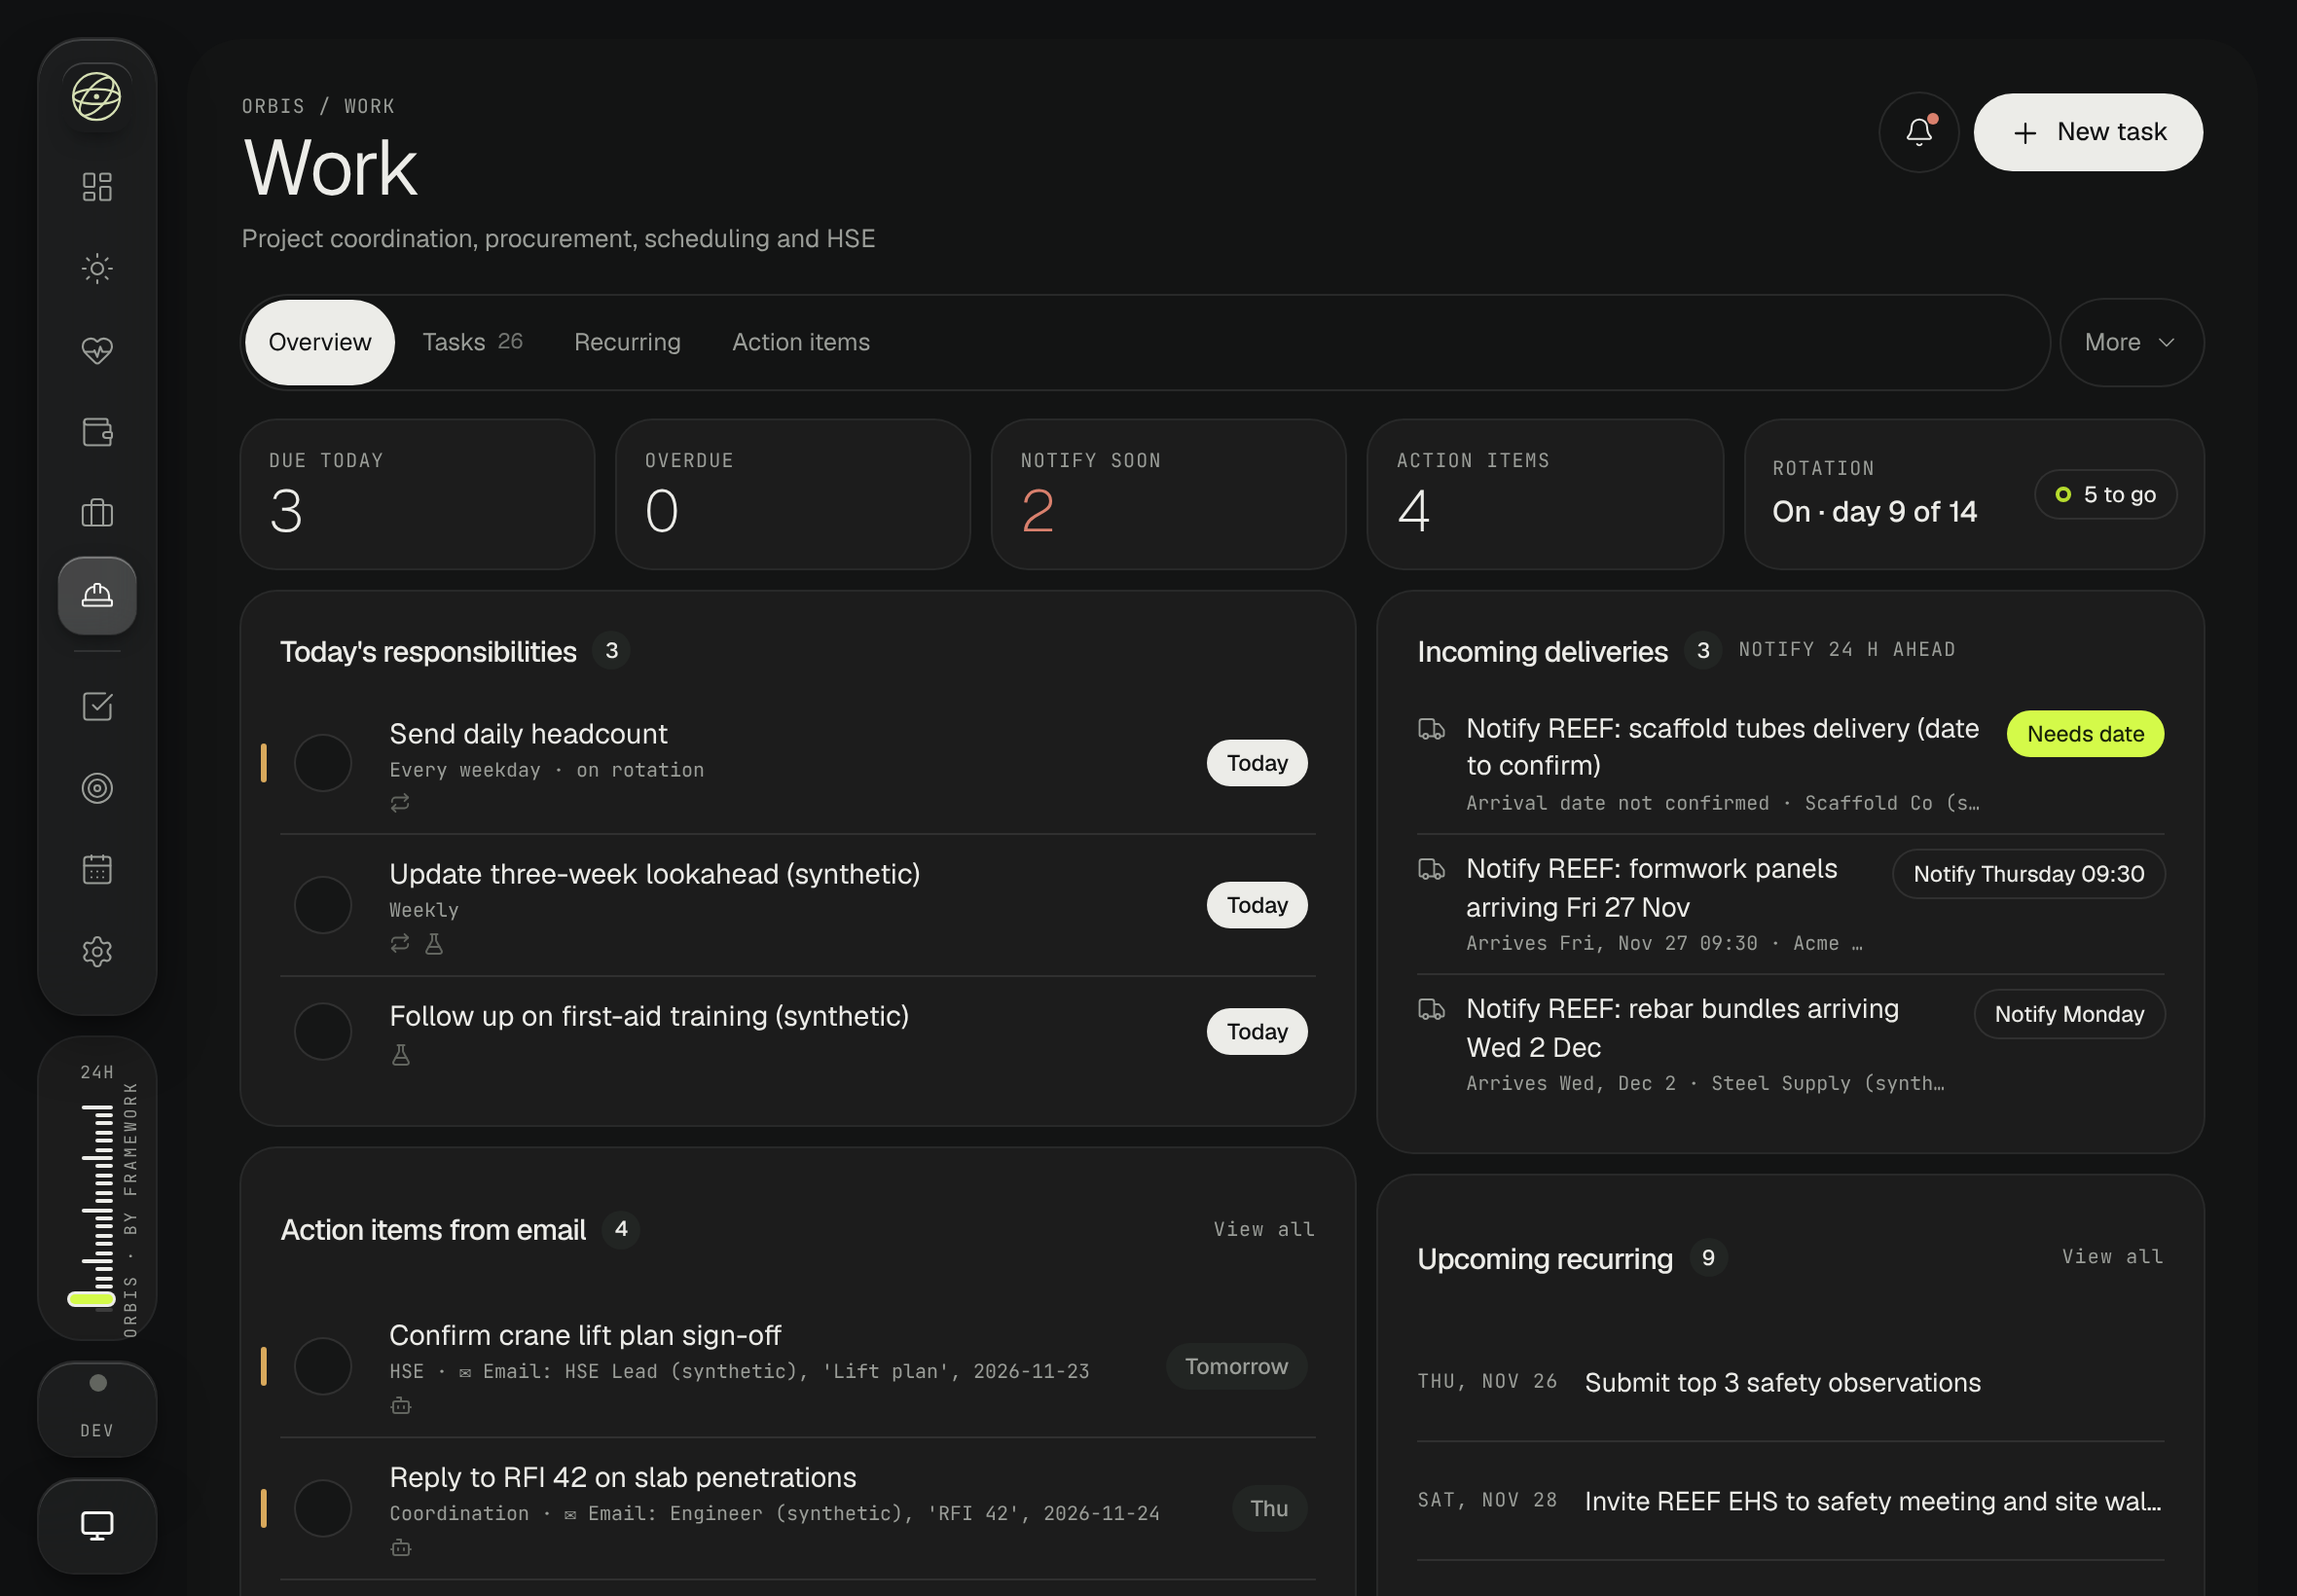 ORBIS / WORK
Work
Project coordination, procurement, scheduling and HSE
New task
Overview
Tasks 26
Recurring
Action items
More
DUE TODAY
3
OVERDUE
0
NOTIFY SOON
2
ACTION ITEMS
4
ROTATION
On · day 9 of 14
5 to go
Today's responsibilities 3
Send daily headcount
Every weekday · on rotation
Today
Update three-week lookahead (synthetic)
Weekly
Today
Follow up on first-aid training (synthetic)
Today
Incoming deliveries 3 NOTIFY 24 H AHEAD
Notify REEF: scaffold tubes delivery (date
to confirm)
Arrival date not confirmed · Scaffold Co (s…
Needs date
Notify REEF: formwork panels
arriving Fri 27 Nov
Arrives Fri, Nov 27 09:30 · Acme …
Notify Thursday 09:30
Notify REEF: rebar bundles arriving
Wed 2 Dec
Arrives Wed, Dec 2 · Steel Supply (synth…
Notify Monday
Action items from email 4
View all
Confirm crane lift plan sign-off
HSE · ✉ Email: HSE Lead (synthetic), 'Lift plan', 2026-11-23
Tomorrow
Reply to RFI 42 on slab penetrations
Coordination · ✉ Email: Engineer (synthetic), 'RFI 42', 2026-11-24
Thu
Upcoming recurring 9
View all
THU, NOV 26 Submit top 3 safety observations
SAT, NOV 28 Invite REEF EHS to safety meeting and site wal…
24H
ORBIS · BY FRAMEWORK
DEV